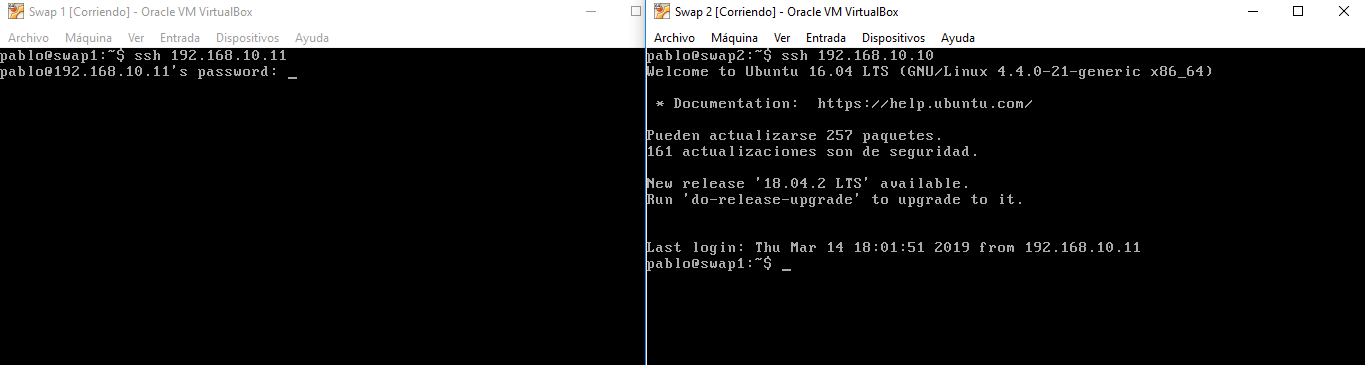 Swap 1 [Corriendo] - Oracle VM VirtualBox
Archivo Máquina Ver Entrada Dispositivos Ayuda
pablo@swap1:~$ ssh 192.168.10.11
pablo@192.168.10.11's password: _
Swap 2 [Corriendo] - Oracle VM VirtualBox
Archivo Máquina Ver Entrada Dispositivos Ayuda
pablo@swap2:~$ ssh 192.168.10.10
Welcome to Ubuntu 16.04 LTS (GNU/Linux 4.4.0-21-generic x86_64)
* Documentation:  https://help.ubuntu.com/
Pueden actualizarse 257 paquetes.
161 actualizaciones son de seguridad.
New release '18.04.2 LTS' available.
Run 'do-release-upgrade' to upgrade to it.
Last login: Thu Mar 14 18:01:51 2019 from 192.168.10.11
pablo@swap1:~$ _